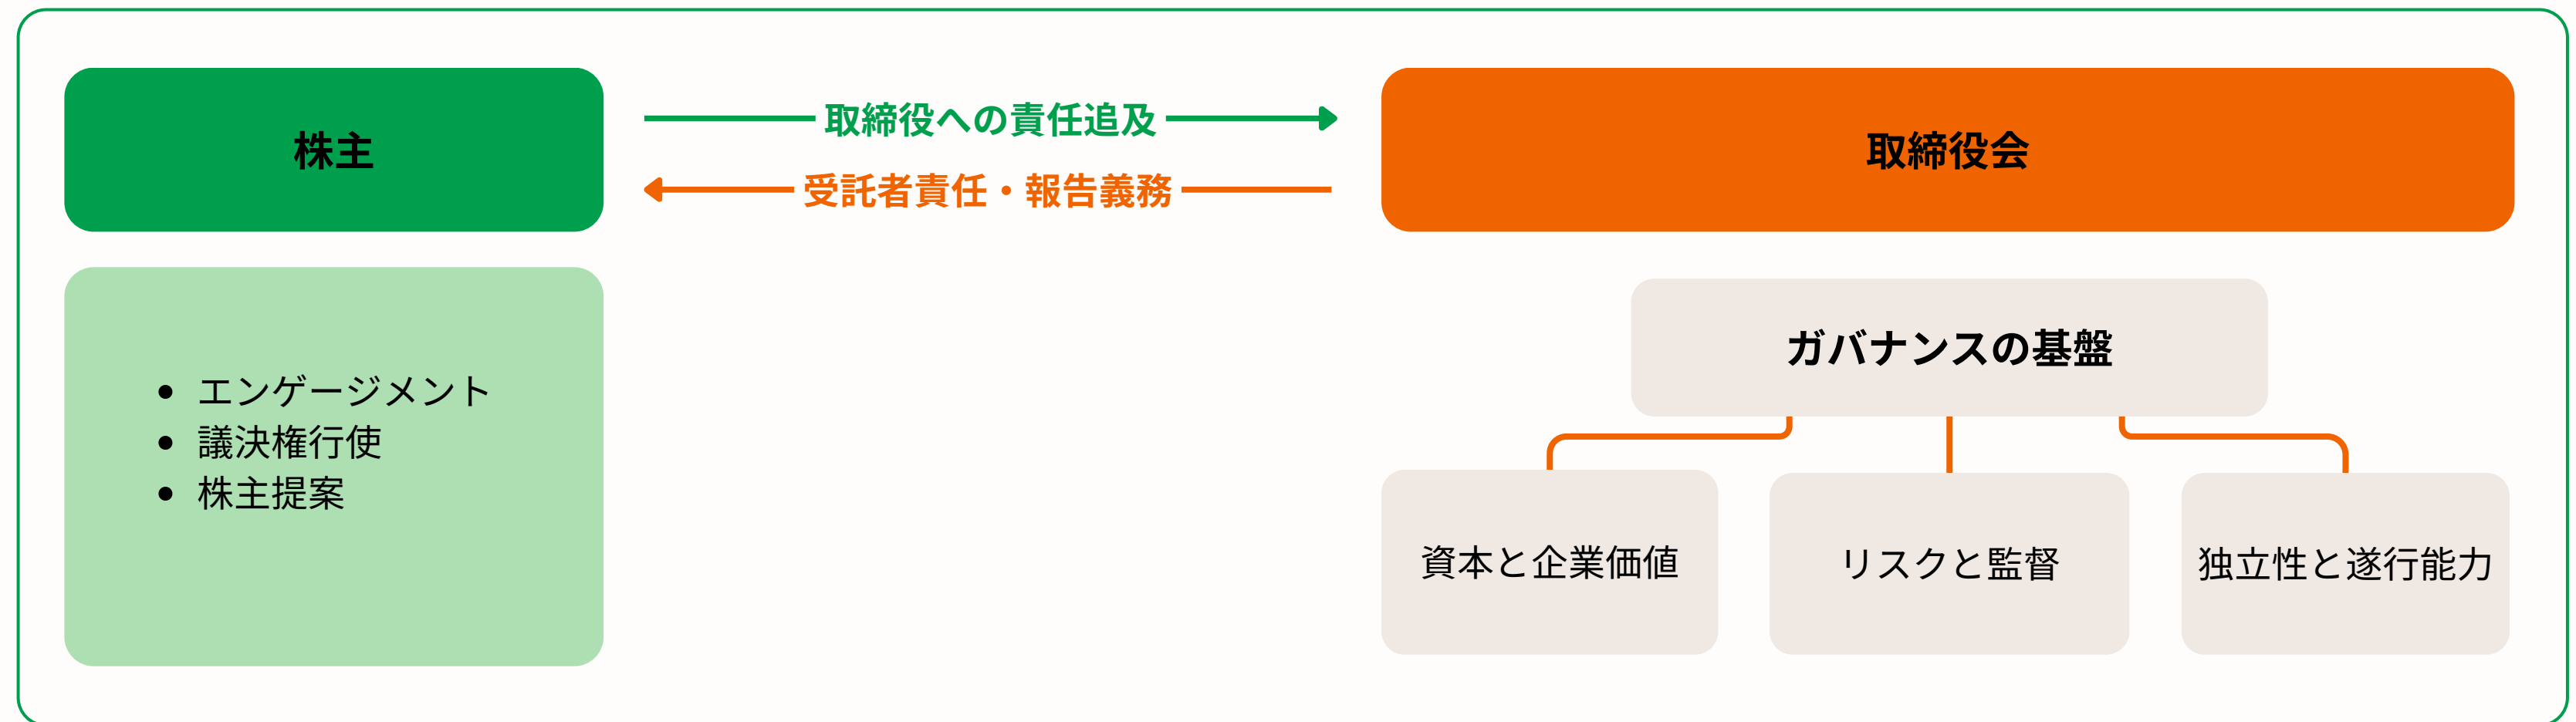 株主
取締役への責任追及
受託者責任・報告義務
取締役会
• エンゲージメント
• 議決権行使
• 株主提案
ガバナンスの基盤
資本と企業価値
リスクと監督
独立性と遂行能力